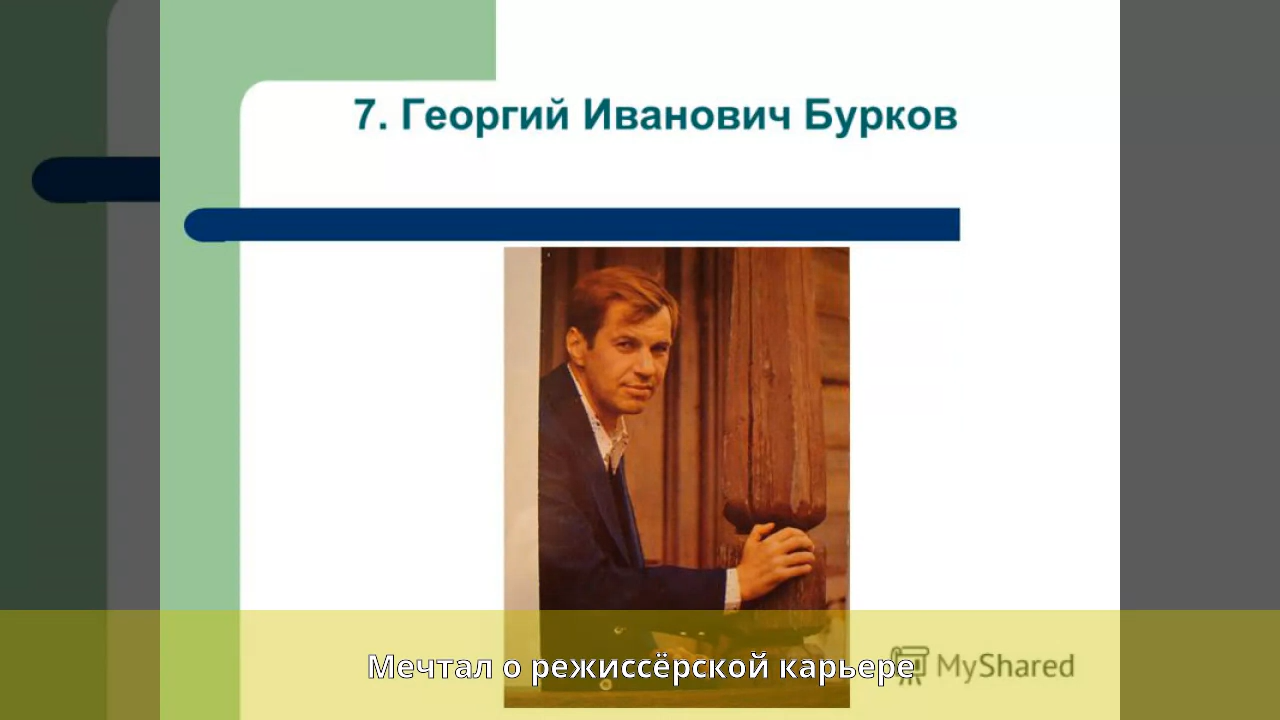 7. Георгий Иванович Бурков
Мечтал о режиссёрской карьере
MyShared